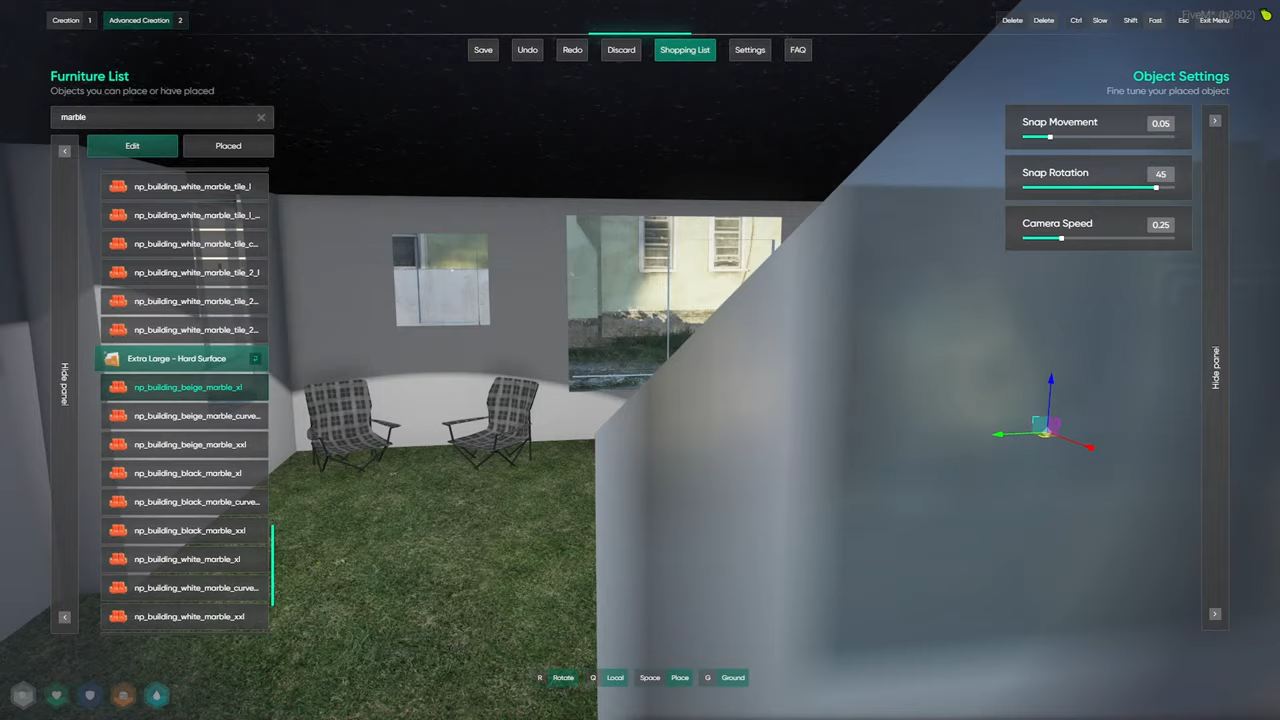 Creation 1 Advanced Creation 2
Delete Delete Ctrl Slow Shift Fast Esc Exit Menu
FiveM* (b2802)
Save Undo Redo Discard Shopping List Settings FAQ
Furniture List
Objects you can place or have placed
marble
Edit Placed
np_building_white_marble_tile_l
np_building_white_marble_tile_l_...
np_building_white_marble_tile_c...
np_building_white_marble_tile_2_l
np_building_white_marble_tile_2...
np_building_white_marble_tile_2...
Extra Large - Hard Surface
np_building_beige_marble_xl
np_building_beige_marble_curve...
np_building_beige_marble_xxl
np_building_black_marble_xl
np_building_black_marble_curve...
np_building_black_marble_xxl
np_building_white_marble_xl
np_building_white_marble_curve...
np_building_white_marble_xxl
Hide panel
Object Settings
Fine tune your placed object
Snap Movement 0.05
Snap Rotation 45
Camera Speed 0.25
Hide panel
R Rotate Q Local Space Place G Ground